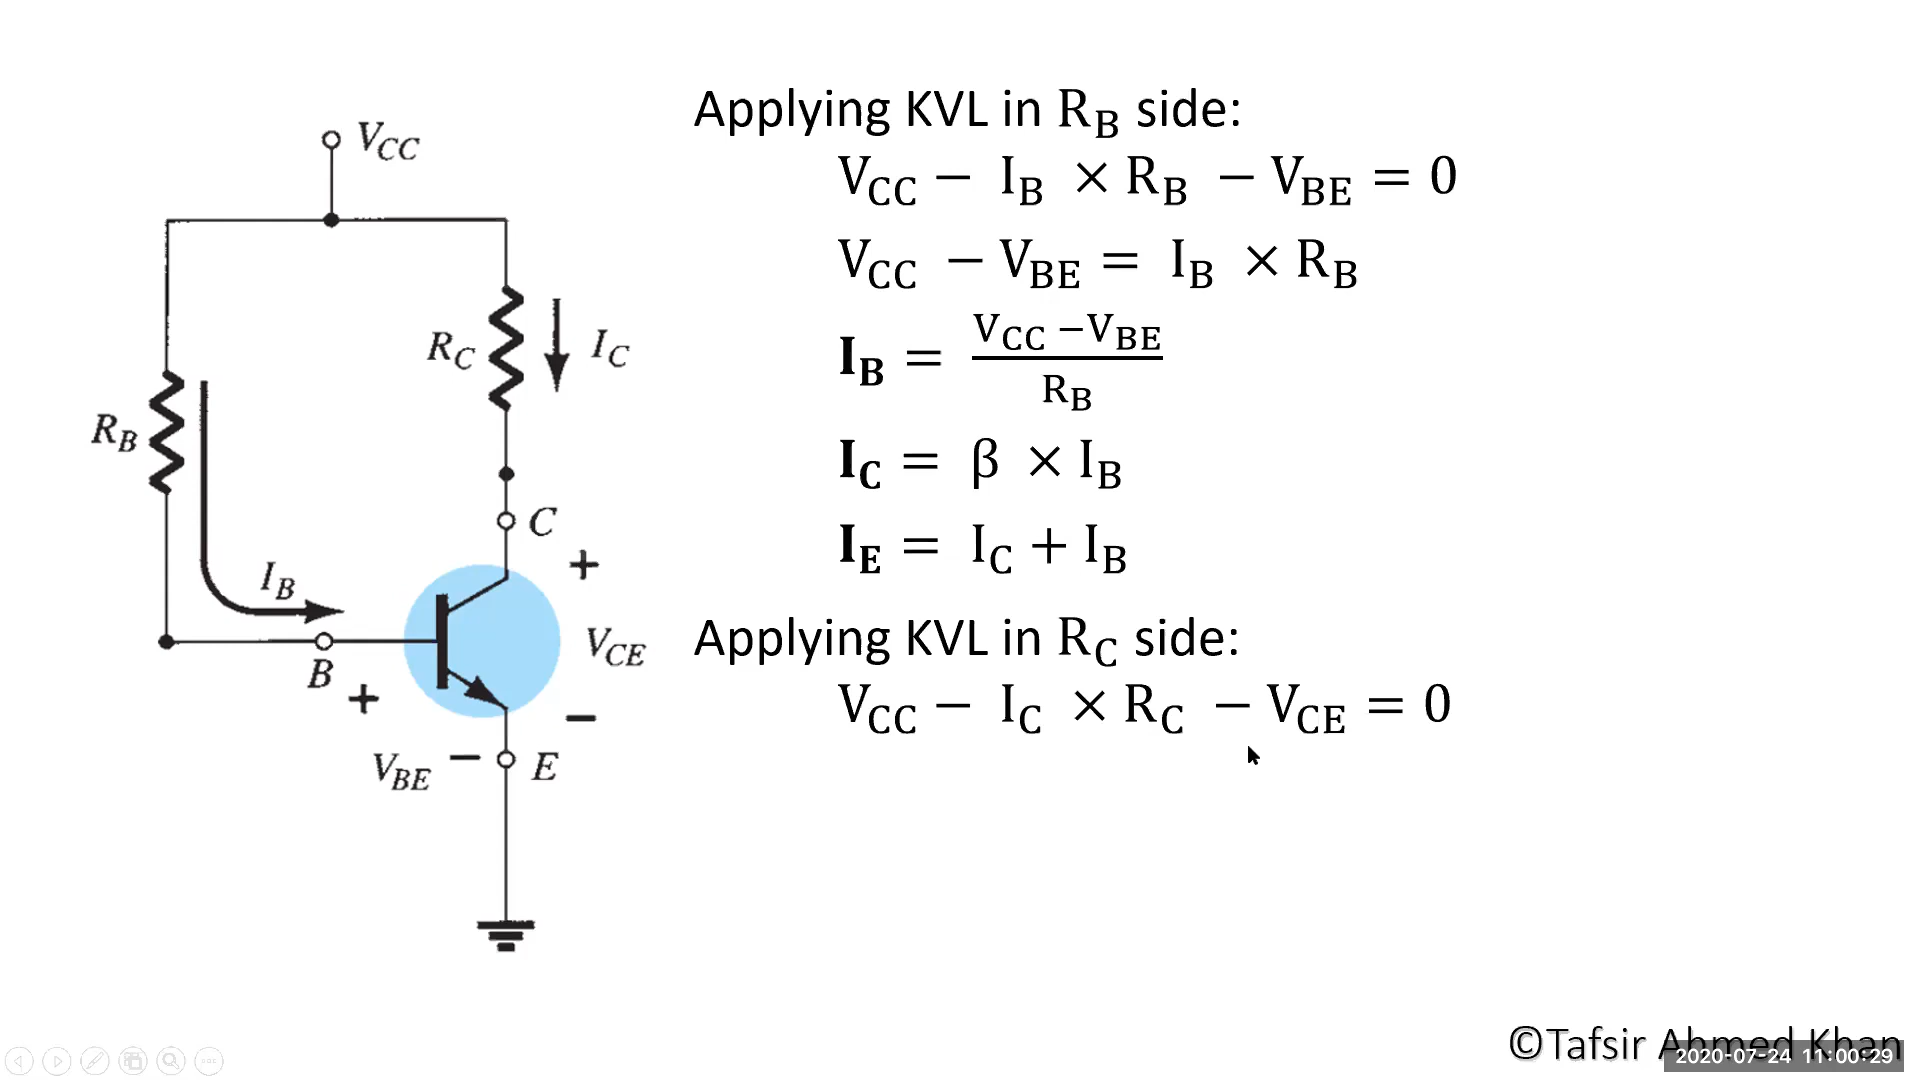 Applying KVL in R_B side:
V_CC − I_B × R_B − V_BE = 0
V_CC − V_BE = I_B × R_B
I_B = (V_CC − V_BE) / R_B
I_C = β × I_B
I_E = I_C + I_B
Applying KVL in R_C side:
V_CC − I_C × R_C − V_CE = 0
V_CC
R_C
I_C
R_B
C
+
I_B
V_CE
B
+
−
V_BE
−
E
©Tafsir Ahmed Khan
2020-07-24 11:00:29